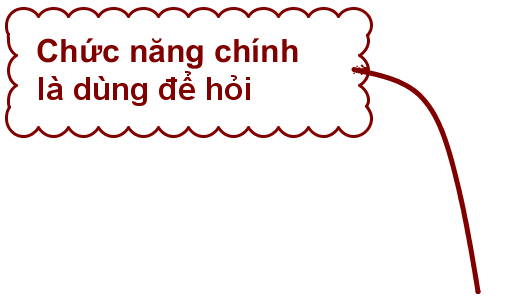 Chức năng chính
là dùng để hỏi